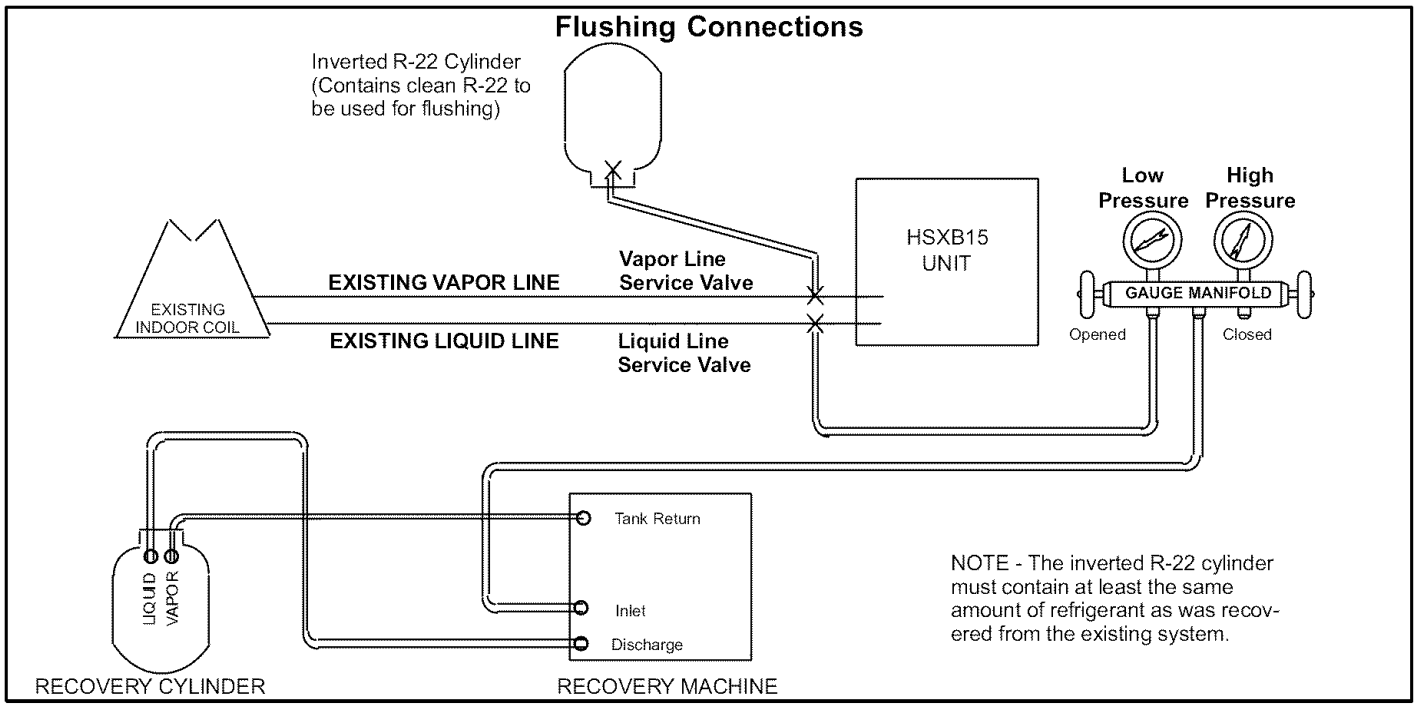 Flushing Connections
Inverted R-22 Cylinder
(Contains clean R-22 to
be used for flushing)
Low
Pressure
High
Pressure
HSXB15
UNIT
Vapor Line
Service Valve
EXISTING VAPOR LINE
GAUGE MANIFOLD
EXISTING
INDOOR COIL
EXISTING LIQUID LINE
Liquid Line
Service Valve
Opened
Closed
Tank Return
Inlet
Discharge
LIQUID
VAPOR
NOTE - The inverted R-22 cylinder
must contain at least the same
amount of refrigerant as was recov-
ered from the existing system.
RECOVERY CYLINDER
RECOVERY MACHINE